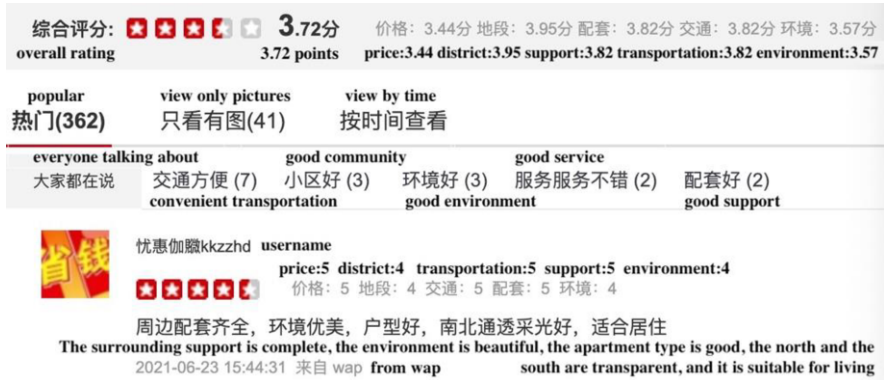 综合评分: 3.72分 价格: 3.44分 地段: 3.95分 配套: 3.82分 交通: 3.82分 环境: 3.57分
overall rating 3.72 points price:3.44 district:3.95 support:3.82 transportation:3.82 environment:3.57
popular view only pictures view by time
热门(362) 只看有图(41) 按时间查看
everyone talking about good community good service
大家都在说 交通方便 (7) 小区好 (3) 环境好 (3) 服务服务不错 (2) 配套好 (2)
convenient transportation good environment good support
省钱
忧惠伽kkzzhd username
price:5 district:4 transportation:5 support:5 environment:4
价格: 5 地段: 4 交通: 5 配套: 5 环境: 4
周边配套齐全，环境优美，户型好，南北通透采光好，适合居住
The surrounding support is complete, the environment is beautiful, the apartment type is good, the north and the
2021-06-23 15:44:31 来自 wap from wap south are transparent, and it is suitable for living